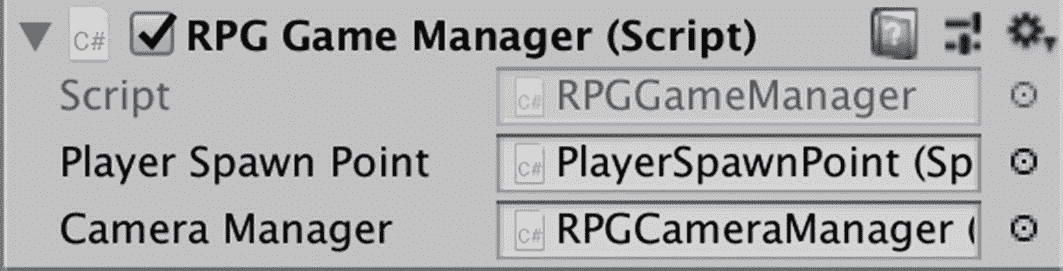 C# RPG Game Manager (Script) ?
Script C# RPGGameManager
Player Spawn Point C# PlayerSpawnPoint (Sp
Camera Manager C# RPGCameraManager (